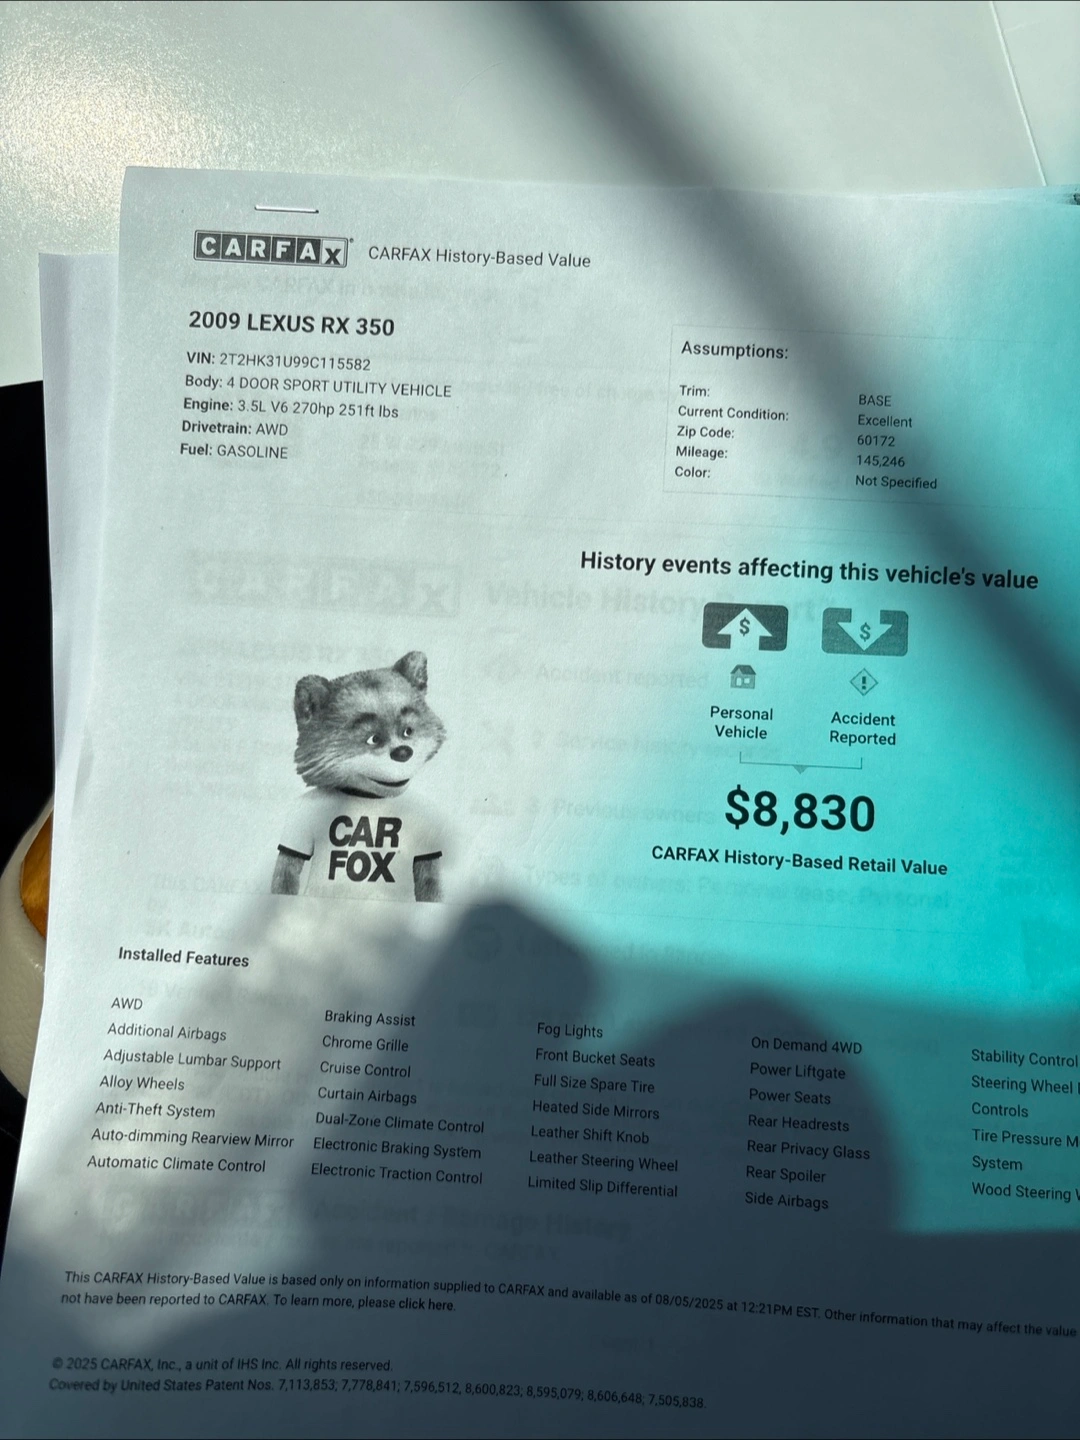 CARFAX CARFAX History-Based Value
2009 LEXUS RX 350
VIN: 2T2HK31U99C115582
Body: 4 DOOR SPORT UTILITY VEHICLE
Engine: 3.5L V6 270hp 251ft lbs
Drivetrain: AWD
Fuel: GASOLINE
Assumptions:
Trim: BASE
Current Condition: Excellent
Zip Code: 60172
Mileage: 145,246
Color: Not Specified
History events affecting this vehicle's value
$ $
Personal Vehicle
Accident Reported
$8,830
CARFAX History-Based Retail Value
CAR
FOX
Installed Features
AWD
Additional Airbags
Adjustable Lumbar Support
Alloy Wheels
Anti-Theft System
Auto-dimming Rearview Mirror
Automatic Climate Control
Braking Assist
Chrome Grille
Cruise Control
Curtain Airbags
Dual-Zone Climate Control
Electronic Braking System
Electronic Traction Control
Fog Lights
Front Bucket Seats
Full Size Spare Tire
Heated Side Mirrors
Leather Shift Knob
Leather Steering Wheel
Limited Slip Differential
On Demand 4WD
Power Liftgate
Power Seats
Rear Headrests
Rear Privacy Glass
Rear Spoiler
Side Airbags
Stability Control
Steering Wheel
Controls
Tire Pressure M
System
Wood Steering
This CARFAX History-Based Value is based only on information supplied to CARFAX and available as of 08/05/2025 at 12:21PM EST. Other information that may affect the value
not have been reported to CARFAX. To learn more, please click here.
© 2025 CARFAX, Inc., a unit of IHS Inc. All rights reserved.
Covered by United States Patent Nos. 7,113,853; 7,778,841; 7,596,512, 8,600,823; 8,595,079; 8,606,648; 7,505,838.